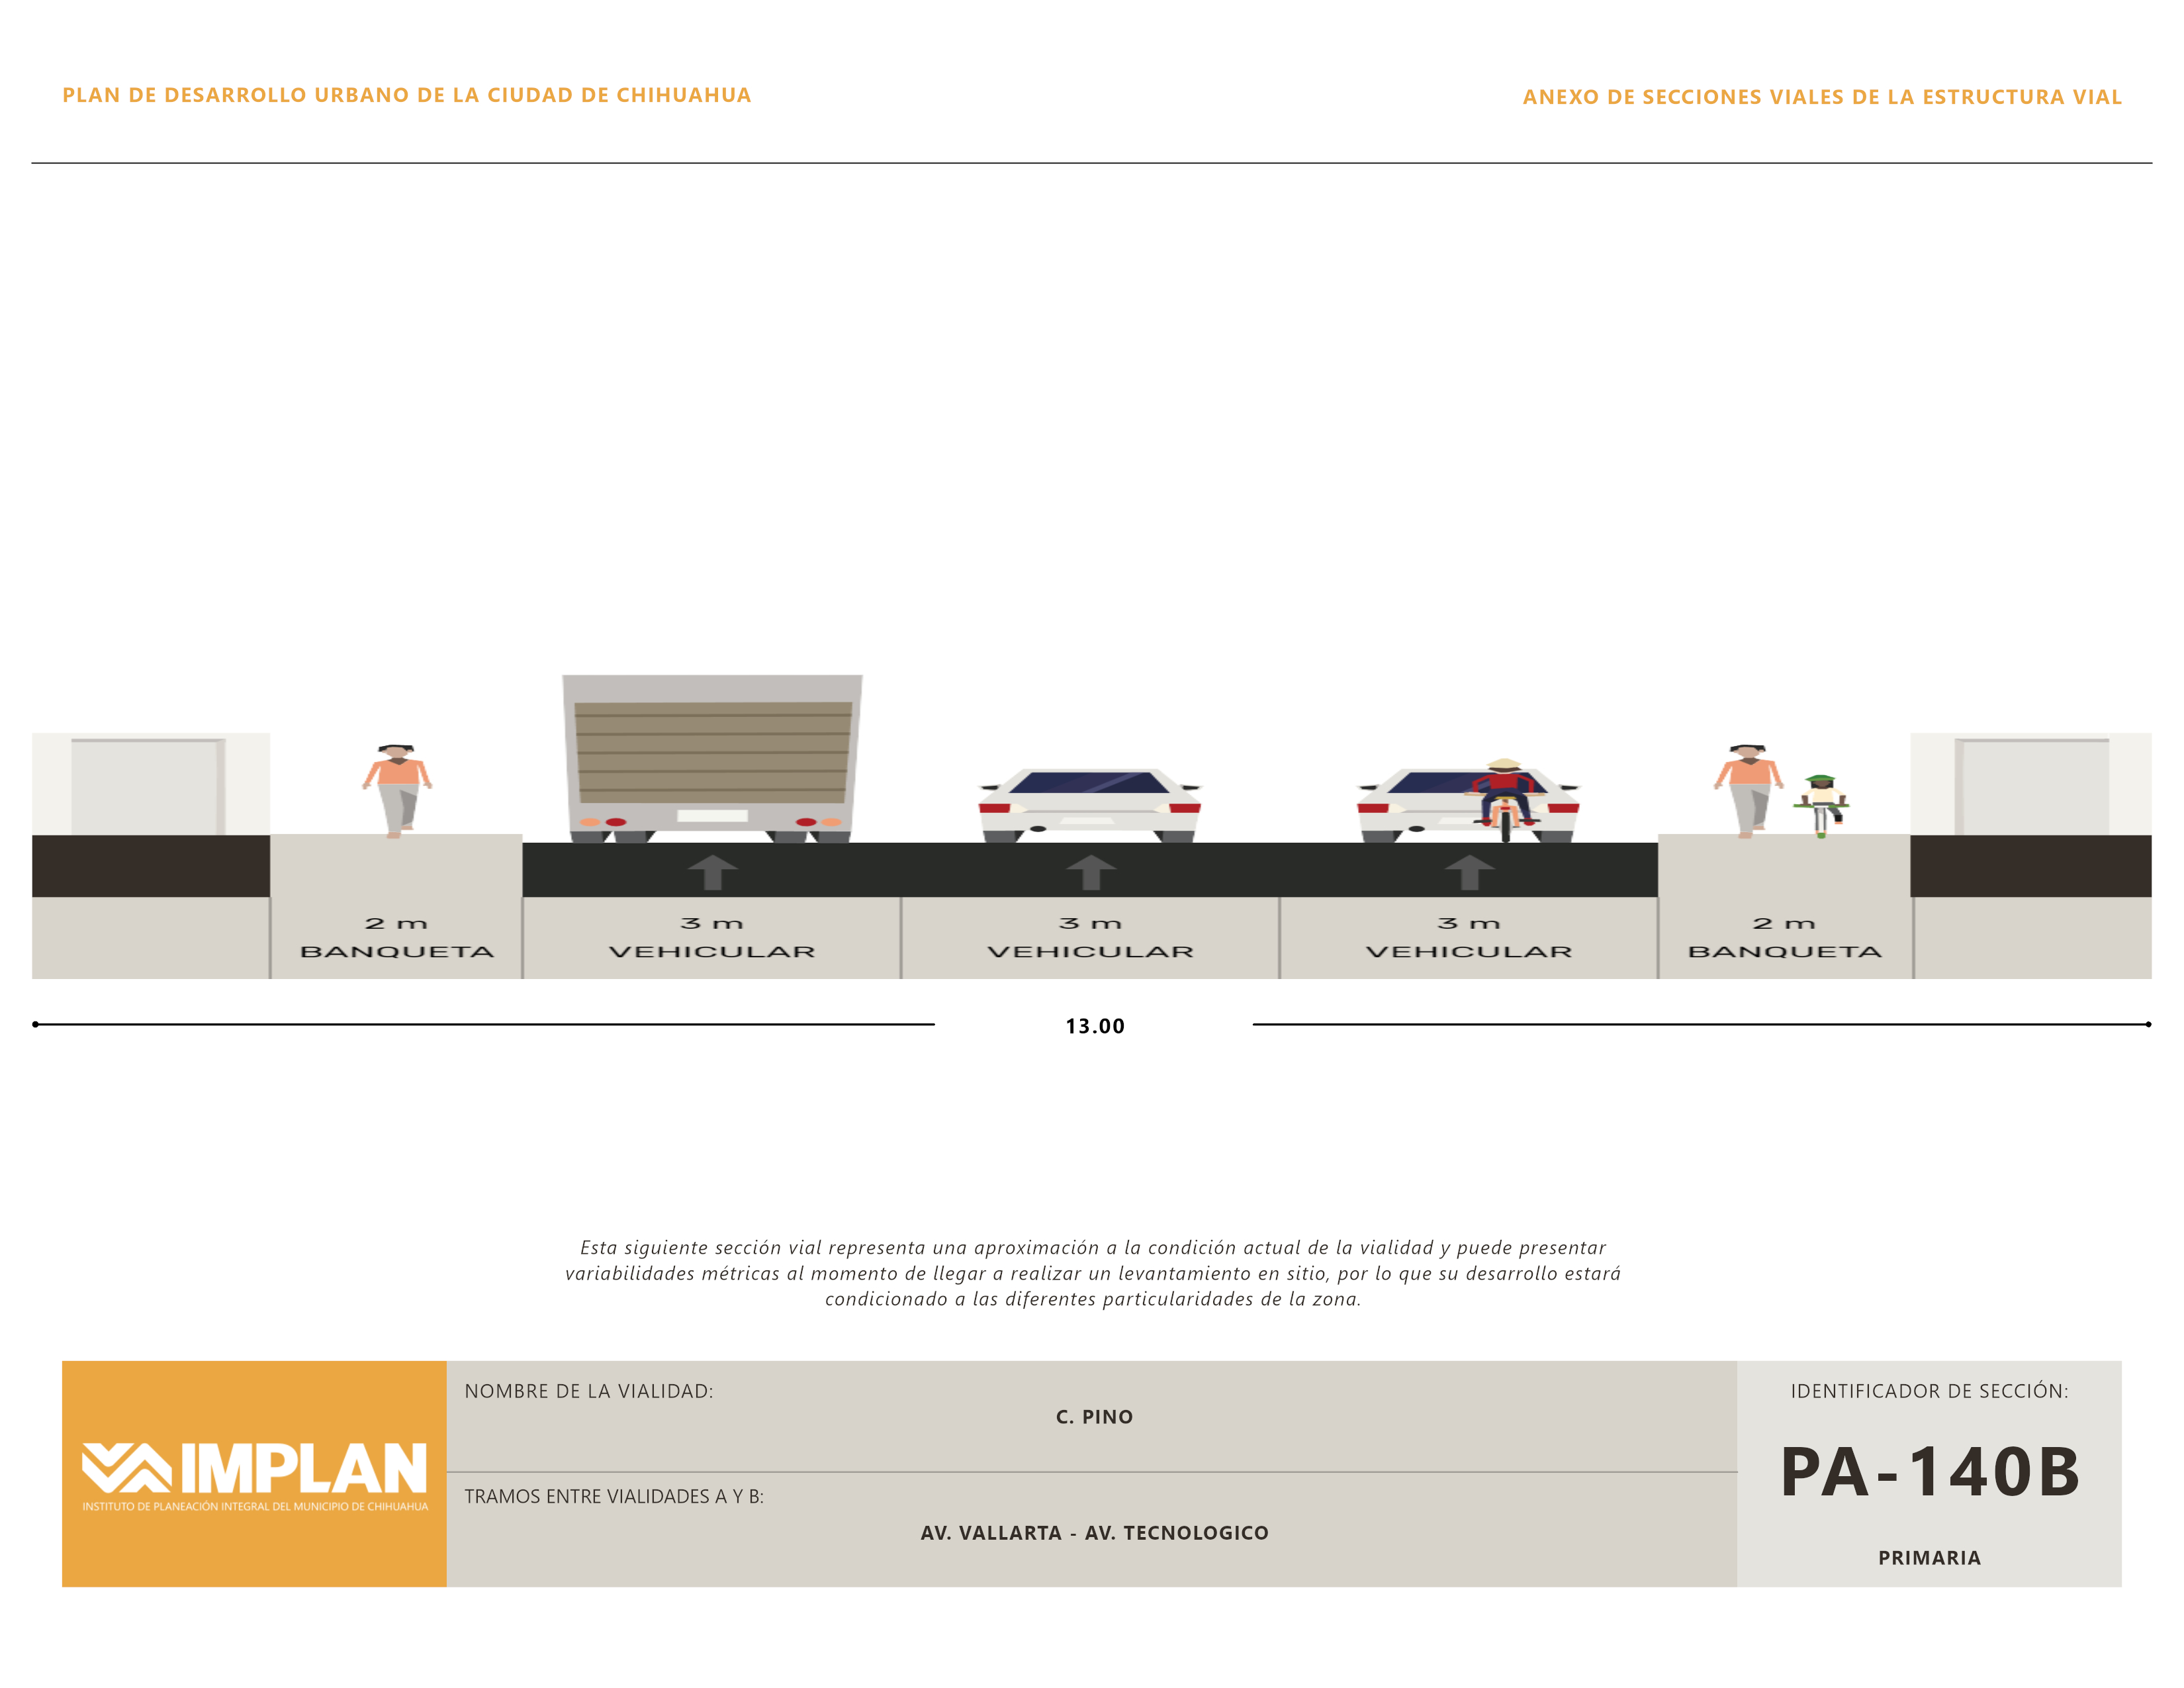 PLAN DE DESARROLLO URBANO DE LA CIUDAD DE CHIHUAHUA
ANEXO DE SECCIONES VIALES DE LA ESTRUCTURA VIAL
2 m
BANQUETA
3 m
VEHICULAR
3 m
VEHICULAR
3 m
VEHICULAR
2 m
BANQUETA
13.00
Esta siguiente sección vial representa una aproximación a la condición actual de la vialidad y puede presentar
variabilidades métricas al momento de llegar a realizar un levantamiento en sitio, por lo que su desarrollo estará
condicionado a las diferentes particularidades de la zona.
IMPLAN
INSTITUTO DE PLANEACIÓN INTEGRAL DEL MUNICIPIO DE CHIHUAHUA
NOMBRE DE LA VIALIDAD:
C. PINO
TRAMOS ENTRE VIALIDADES A Y B:
AV. VALLARTA - AV. TECNOLOGICO
IDENTIFICADOR DE SECCIÓN:
PA-140B
PRIMARIA